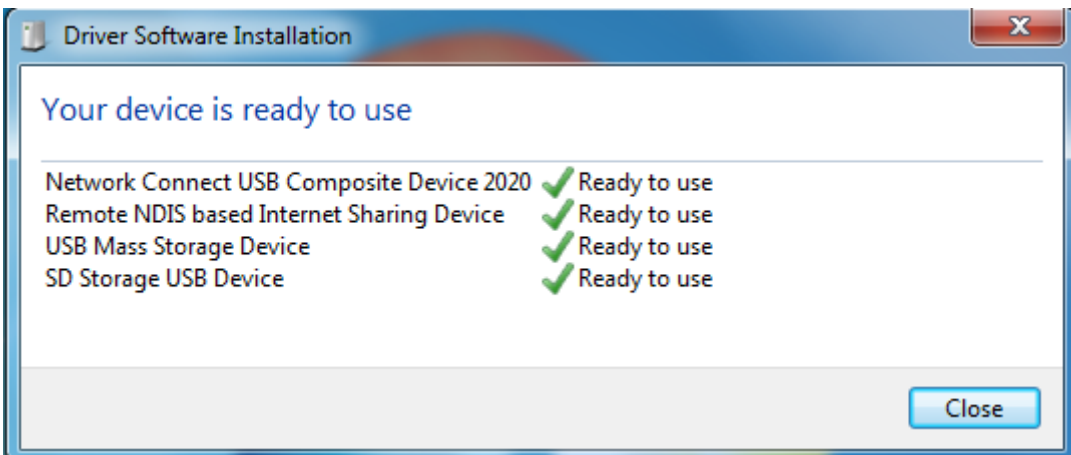 Driver Software Installation
Your device is ready to use
Network Connect USB Composite Device 2020 Ready to use
Remote NDIS based Internet Sharing Device Ready to use
USB Mass Storage Device Ready to use
SD Storage USB Device Ready to use
Close